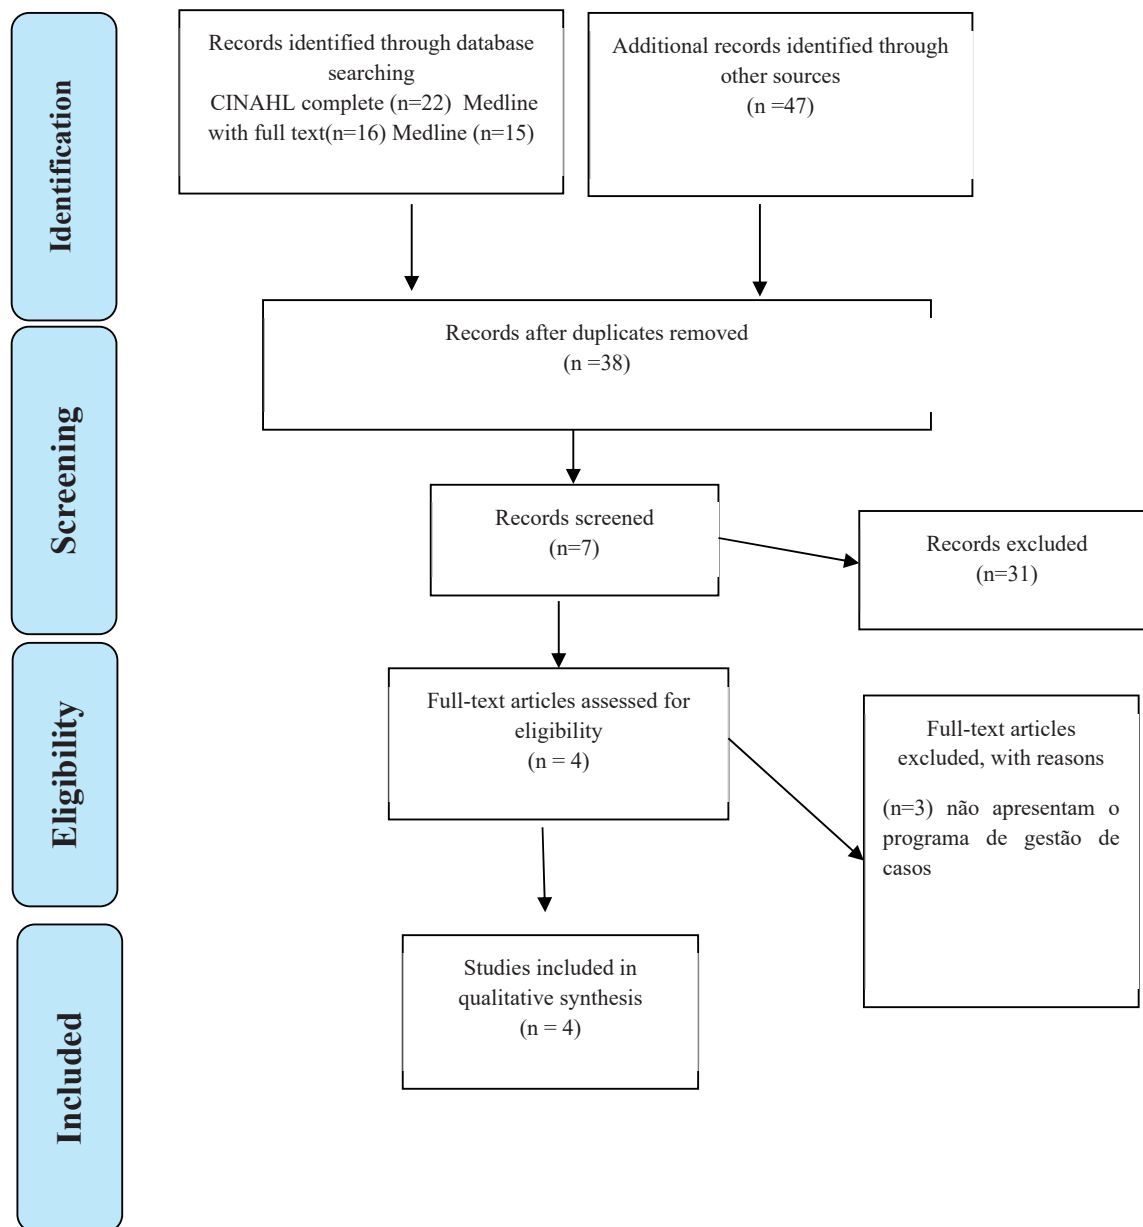 Identification
Records identified through database
searching
CINAHL complete (n=22) Medline
with full text(n=16) Medline (n=15)
Additional records identified through
other sources
(n =47)
Records after duplicates removed
(n =38)
Screening
Records screened
(n=7)
Records excluded
(n=31)
Eligibility
Full-text articles assessed for
eligibility
(n = 4)
Full-text articles
excluded, with reasons
(n=3) não apresentam o
programa de gestão de
casos
Included
Studies included in
qualitative synthesis
(n = 4)